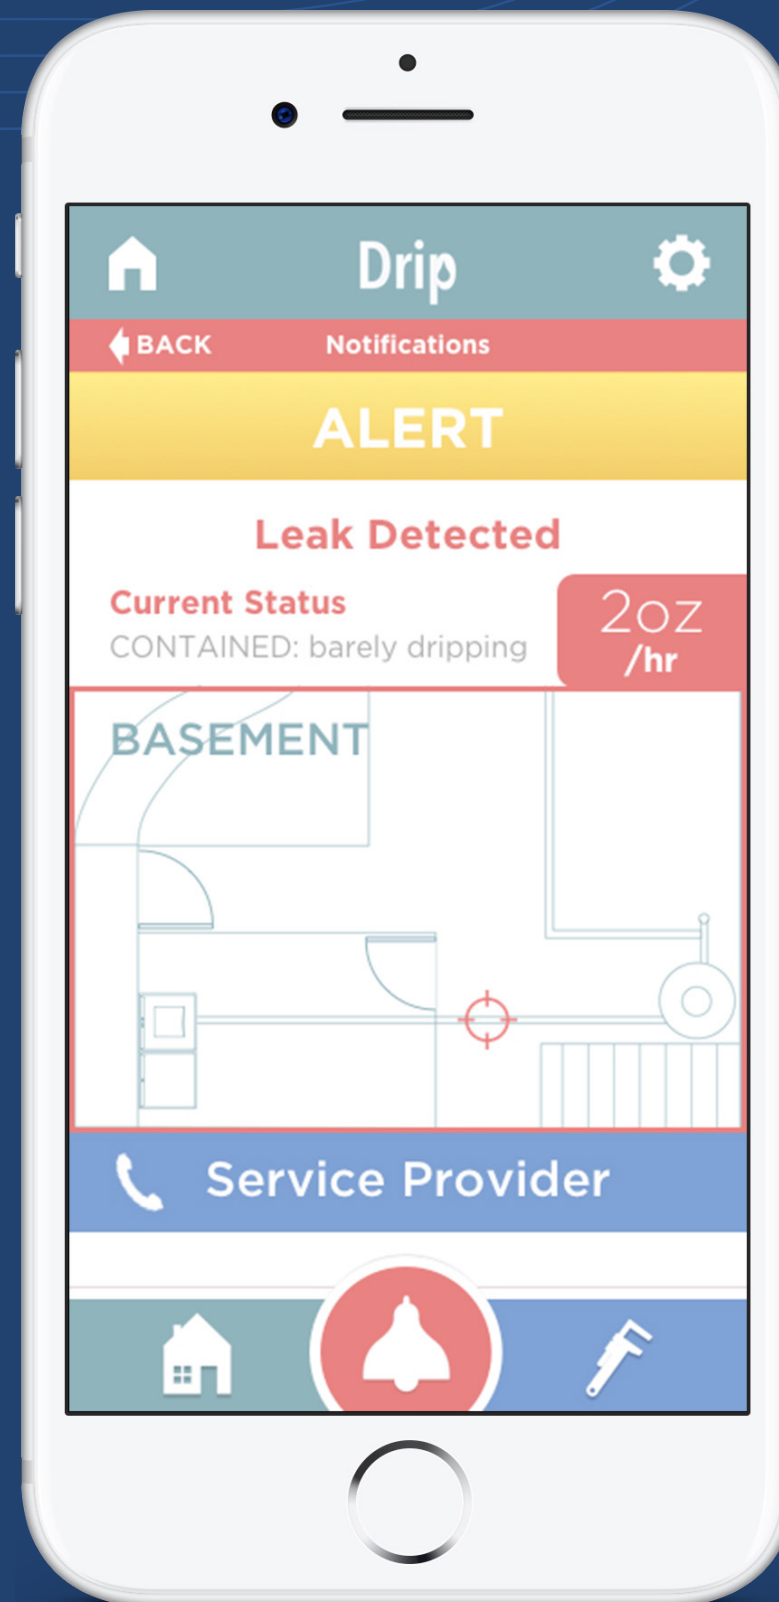 Drip
BACK
Notifications
ALERT
Leak Detected
Current Status
CONTAINED: barely dripping
2oz
/hr
BASEMENT
Service Provider